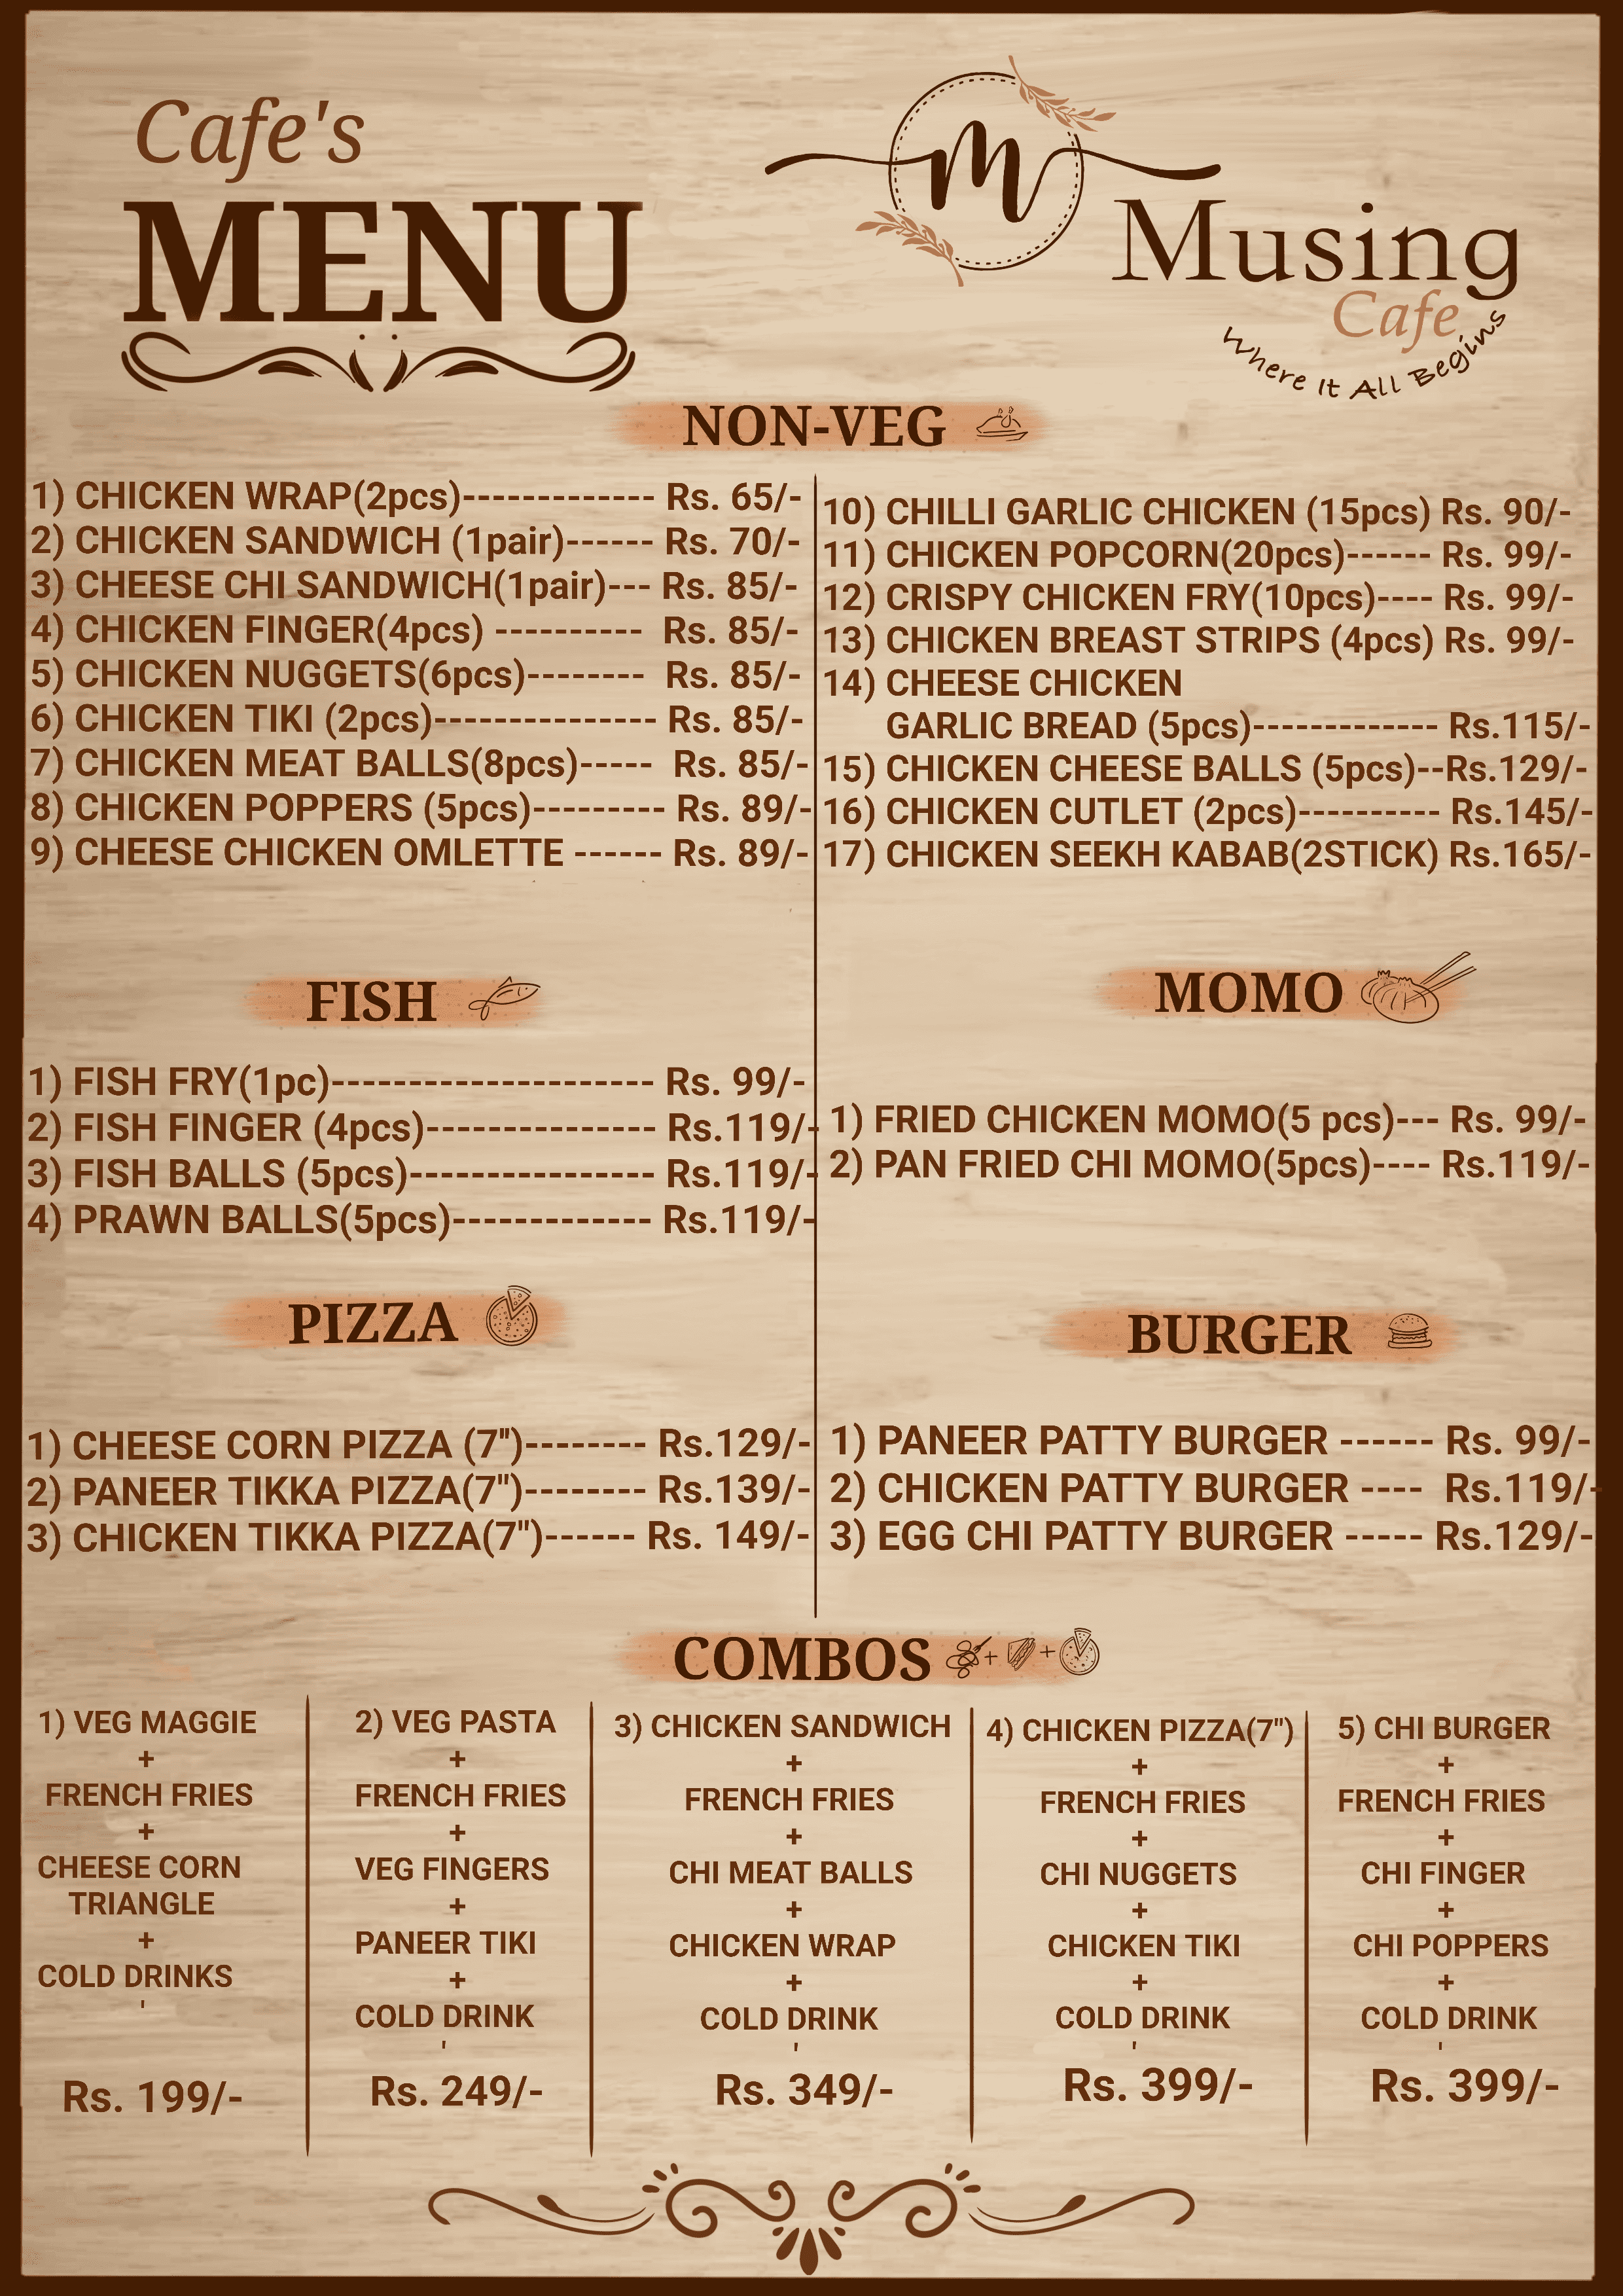 Cafe's
MENU
M
Musing
Cafe
Where It All Begins
NON-VEG
1) CHICKEN WRAP(2pcs)------------- Rs. 65/-
2) CHICKEN SANDWICH (1pair)------ Rs. 70/-
3) CHEESE CHI SANDWICH(1pair)--- Rs. 85/-
4) CHICKEN FINGER(4pcs) ---------- Rs. 85/-
5) CHICKEN NUGGETS(6pcs)-------- Rs. 85/-
6) CHICKEN TIKI (2pcs)--------------- Rs. 85/-
7) CHICKEN MEAT BALLS(8pcs)----- Rs. 85/-
8) CHICKEN POPPERS (5pcs)--------- Rs. 89/-
9) CHEESE CHICKEN OMLETTE ------ Rs. 89/-
10) CHILLI GARLIC CHICKEN (15pcs) Rs. 90/-
11) CHICKEN POPCORN(20pcs)------ Rs. 99/-
12) CRISPY CHICKEN FRY(10pcs)---- Rs. 99/-
13) CHICKEN BREAST STRIPS (4pcs) Rs. 99/-
14) CHEESE CHICKEN
GARLIC BREAD (5pcs)------------- Rs.115/-
15) CHICKEN CHEESE BALLS (5pcs)--Rs.129/-
16) CHICKEN CUTLET (2pcs)---------- Rs.145/-
17) CHICKEN SEEKH KABAB(2STICK) Rs.165/-
FISH
1) FISH FRY(1pc)--------------------- Rs. 99/-
2) FISH FINGER (4pcs)--------------- Rs.119/-
3) FISH BALLS (5pcs)---------------- Rs.119/-
4) PRAWN BALLS(5pcs)------------- Rs.119/-
MOMO
1) FRIED CHICKEN MOMO(5 pcs)--- Rs. 99/-
2) PAN FRIED CHI MOMO(5pcs)---- Rs.119/-
PIZZA
1) CHEESE CORN PIZZA (7")-------- Rs.129/-
2) PANEER TIKKA PIZZA(7")-------- Rs.139/-
3) CHICKEN TIKKA PIZZA(7")------ Rs. 149/-
BURGER
1) PANEER PATTY BURGER ------ Rs. 99/-
2) CHICKEN PATTY BURGER ---- Rs.119/-
3) EGG CHI PATTY BURGER ----- Rs.129/-
COMBOS
1) VEG MAGGIE
+
FRENCH FRIES
+
CHEESE CORN
TRIANGLE
+
COLD DRINKS
'
Rs. 199/-
2) VEG PASTA
+
FRENCH FRIES
+
VEG FINGERS
+
PANEER TIKI
+
COLD DRINK
'
Rs. 249/-
3) CHICKEN SANDWICH
+
FRENCH FRIES
+
CHI MEAT BALLS
+
CHICKEN WRAP
+
COLD DRINK
'
Rs. 349/-
4) CHICKEN PIZZA(7")
+
FRENCH FRIES
+
CHI NUGGETS
+
CHICKEN TIKI
+
COLD DRINK
'
Rs. 399/-
5) CHI BURGER
+
FRENCH FRIES
+
CHI FINGER
+
CHI POPPERS
+
COLD DRINK
'
Rs. 399/-